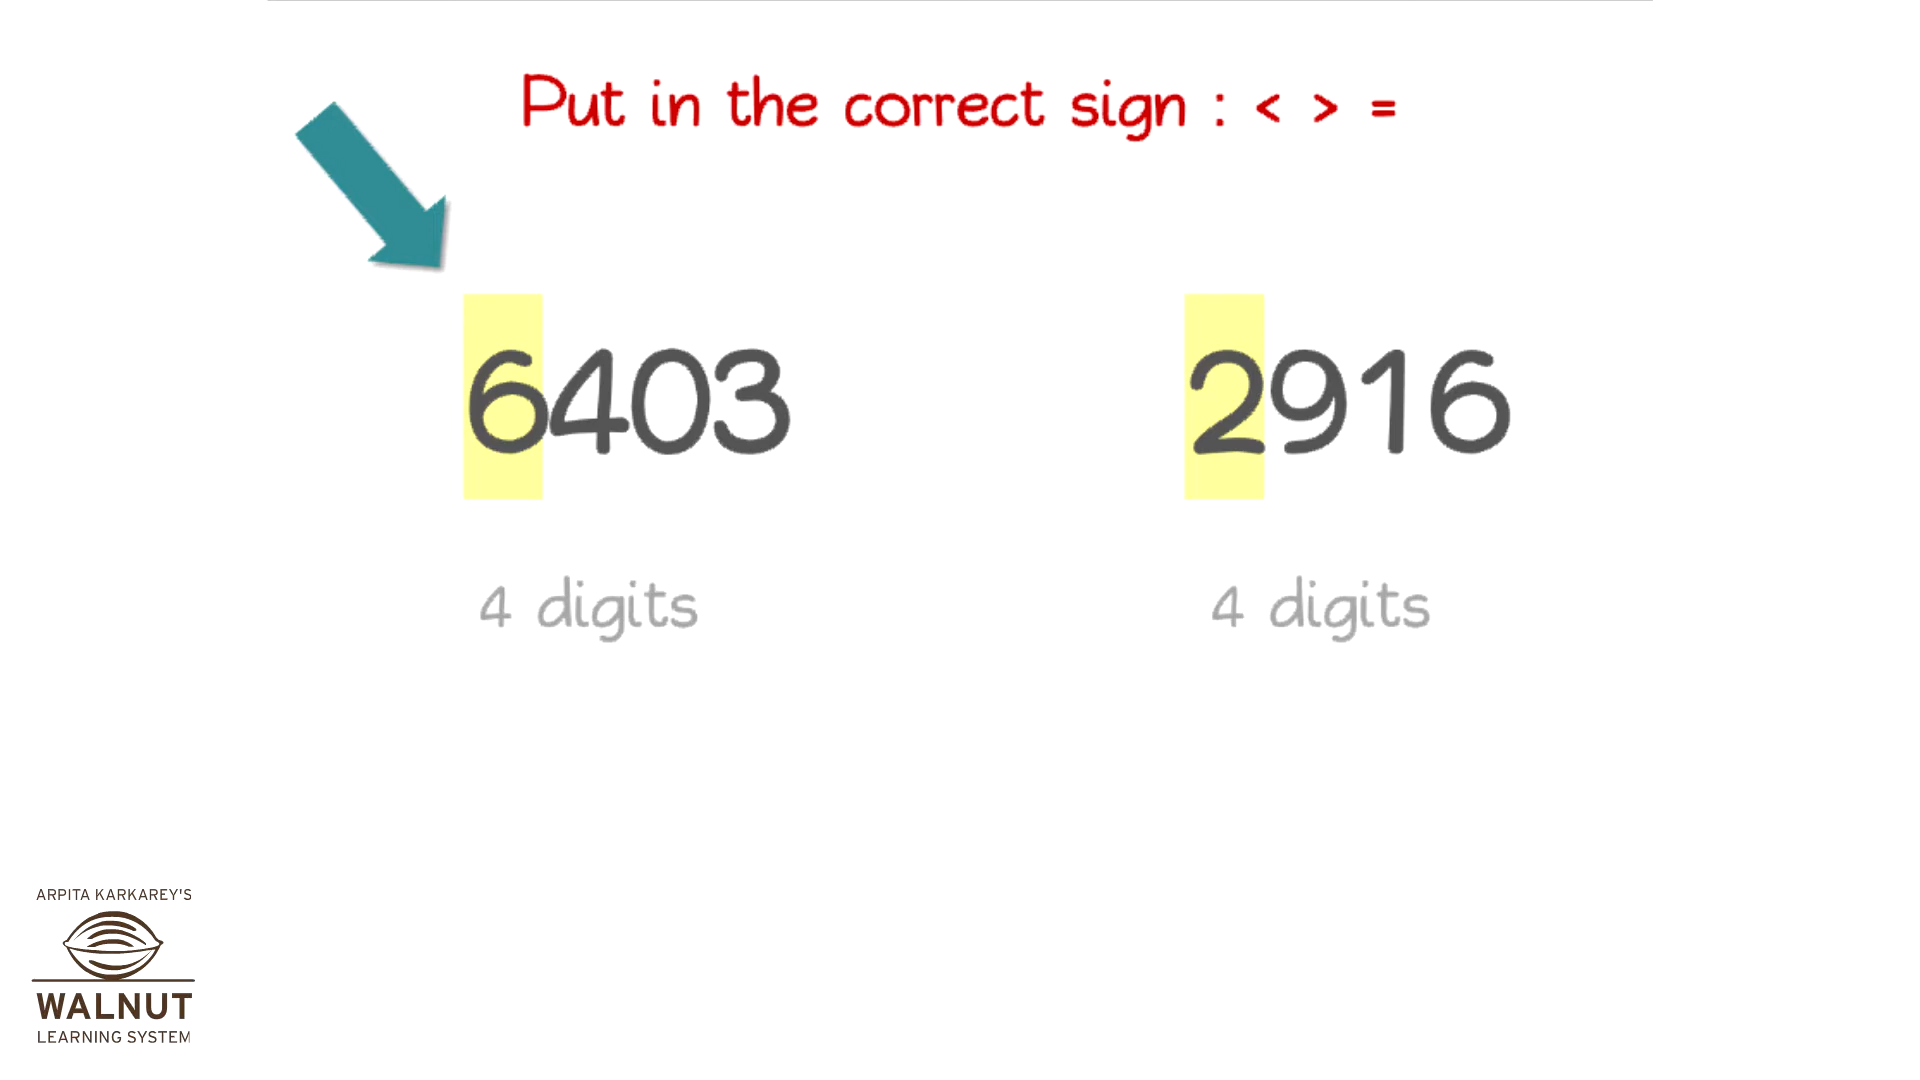 Put in the correct sign : < > =
6403 2916
4 digits 4 digits
ARPITA KARKAREY'S
WALNUT
LEARNING SYSTEM